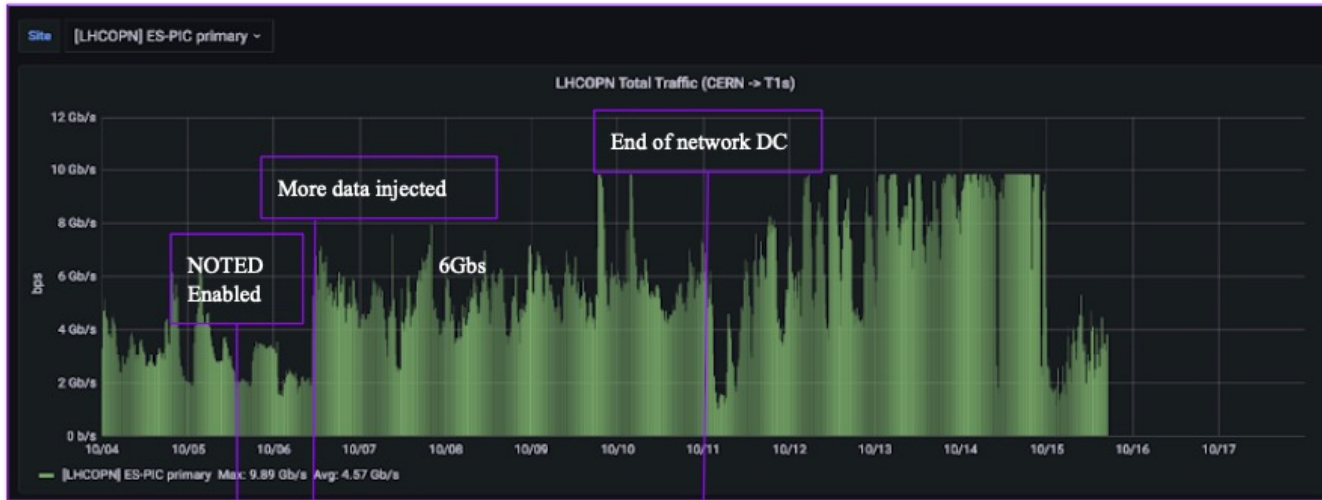 Site [LHCOPN] ES-PIC primary
LHCOPN Total Traffic (CERN -> T1s)
12 Gb/s
End of network DC
10 Gb/s
More data injected
8 Gb/s
NOTED
Enabled
6Gbs
6 Gb/s
bps
4 Gb/s
2 Gb/s
0 b/s
10/04 10/05 10/06 10/07 10/08 10/09 10/10 10/11 10/12 10/13 10/14 10/15 10/16 10/17
[LHCOPN] ES-PIC primary Max: 9.89 Gb/s Avg: 4.57 Gb/s